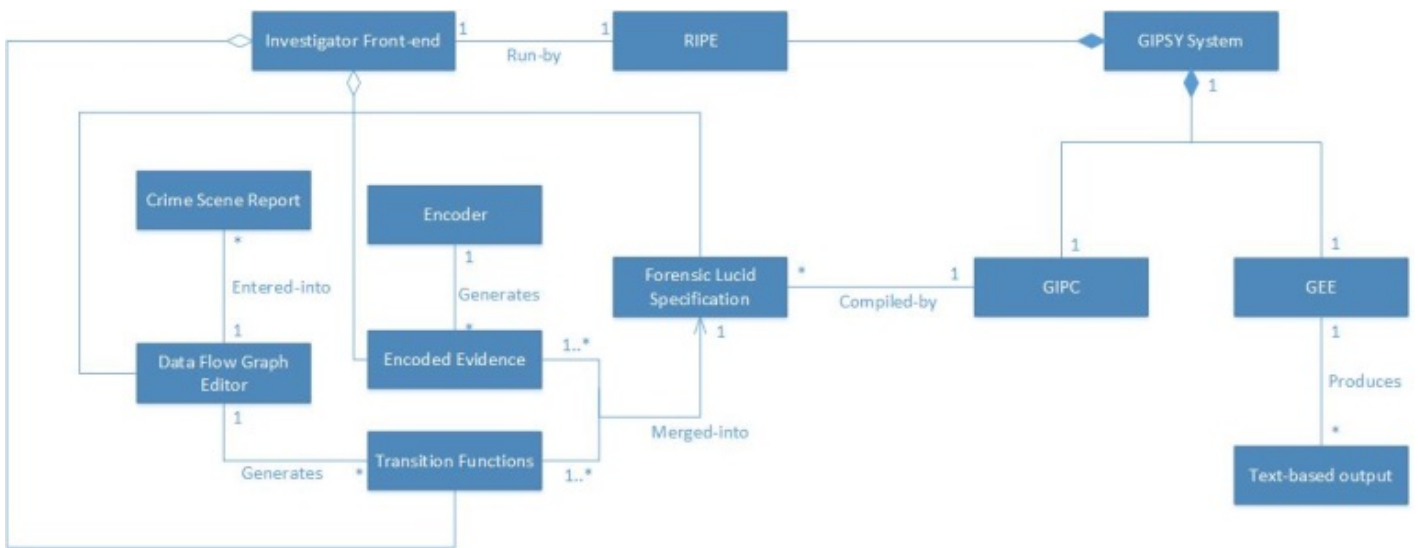 Investigator Front-end
1
1
Run-by
RIPE
GIPSY System
1
Crime Scene Report
*
Entered-into
1
Data Flow Graph
Editor
1
Generates
*
Encoder
1
Generates
*
Encoded Evidence
1..*
Transition Functions
1..*
Merged-into
1
Forensic Lucid
Specification
*
1
Compiled-by
1
GIPC
1
GEE
1
Produces
*
Text-based output